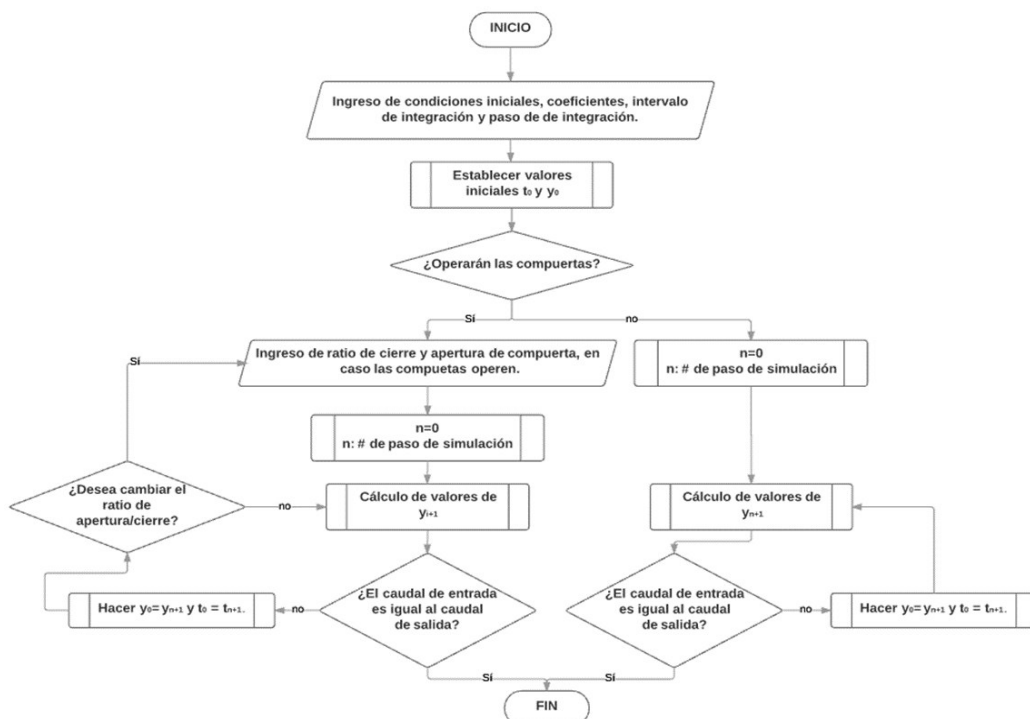 INICIO
Ingreso de condiciones iniciales, coeficientes, intervalo
de integración y paso de de integración.
Establecer valores
iniciales t₀ y y₀
¿Operarán las compuertas?
Sí
no
Ingreso de ratio de cierre y apertura de compuerta, en
caso las compuetas operen.
n=0
n: # de paso de simulación
Sí
n=0
n: # de paso de simulación
¿Desea cambiar el
ratio de
apertura/cierre?
no
Cálculo de valores de
yᵢ₊₁
Cálculo de valores de
yₙ₊₁
¿El caudal de entrada
es igual al caudal
de salida?
no
Hacer y₀= yₙ₊₁ y t₀ = tₙ₊₁.
¿El caudal de entrada
es igual al caudal
de salida?
no
Hacer y₀= yₙ₊₁ y t₀ = tₙ₊₁.
Sí
Sí
FIN